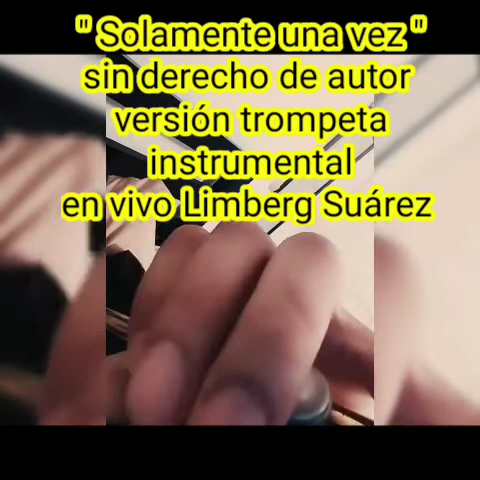 " Solamente una vez "
sin derecho de autor
versión trompeta
instrumental
en vivo Limberg Suárez